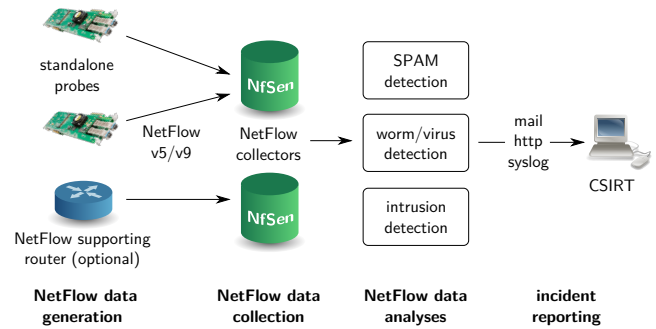 standalone
probes
NetFlow
v5/v9
NetFlow supporting
router (optional)
NfSen
NetFlow
collectors
NfSen
SPAM
detection
worm/virus
detection
intrusion
detection
mail
http
syslog
CSIRT
NetFlow data
generation
NetFlow data
collection
NetFlow data
analyses
incident
reporting